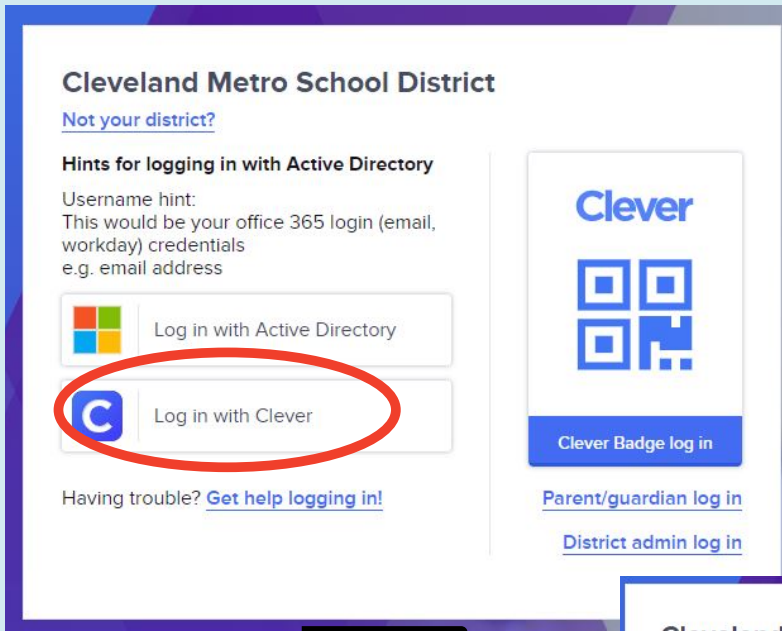 Cleveland Metro School District
Not your district?
Hints for logging in with Active Directory
Username hint:
This would be your office 365 login (email,
workday) credentials
e.g. email address
Log in with Active Directory
C
Log in with Clever
Having trouble? Get help logging in!
Clever
Clever Badge log in
Parent/guardian log in
District admin log in